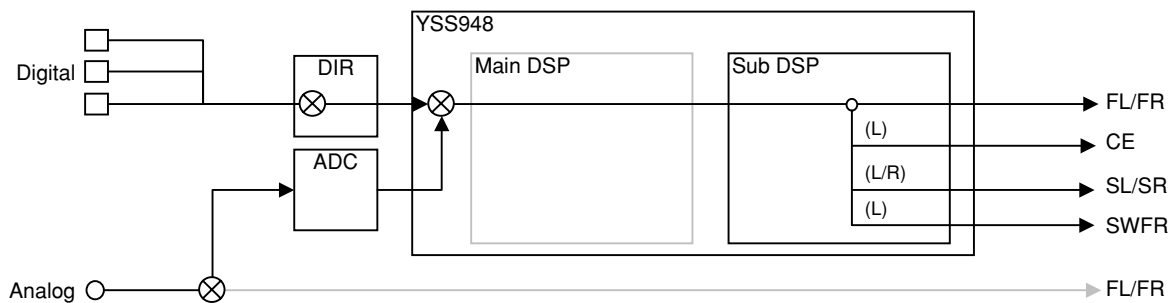 YSS948
DIR
Main DSP
Sub DSP
Digital
FL/FR
(L)
CE
ADC
(L/R)
SL/SR
(L)
SWFR
Analog
FL/FR